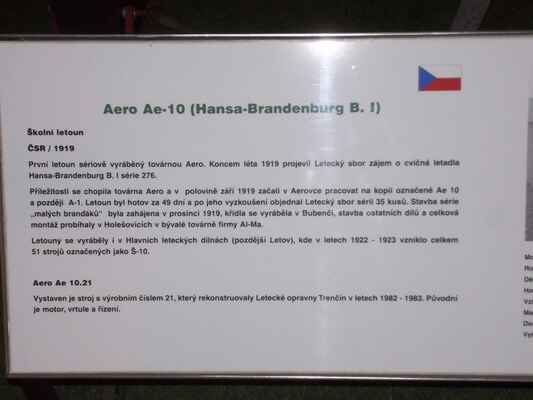 Aero Ae-10 (Hansa-Brandenburg B. I)
Školní letoun
ČSR / 1919
První letoun sériově vyráběný továrnou Aero. Koncem léta 1919 projevil Letecký sbor zájem o cvičné letadla
Hansa-Brandenburg B. I série 276.
Příležitosti se chopila továrna Aero a v polovině září 1919 začali v Aerovce pracovat na kopii označené Ae 10
a později A-1. Letoun byl hotov za 49 dní a po jeho vyzkoušení objednal Letecký sbor sérii 35 kusů. Stavba série
„malých brandáků" byla zahájena v prosinci 1919, křídla se vyráběla v Bubenči, stavba ostatních dílů a celková
montáž probíhaly v Holešovicích v bývalé továrně firmy Al-Ma.
Letouny se vyráběly i v Hlavních leteckých dílnách (pozdější Letov), kde v letech 1922 - 1923 vzniklo celkem
51 strojů označených jako Š-10.
Aero Ae 10.21
Vystaven je stroj s výrobním číslem 21, který rekonstruovaly Letecké opravny Trenčín v letech 1982 - 1983. Původní
je motor, vrtule a řízení.